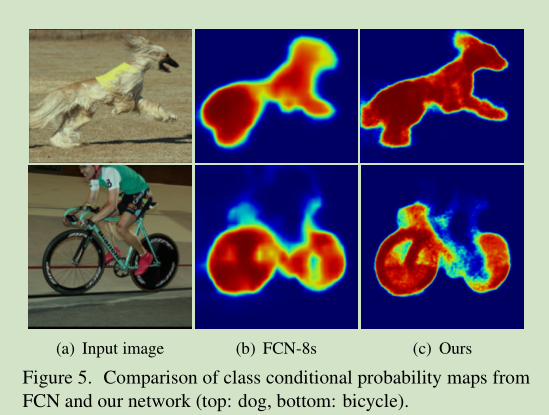 (a) Input image
(b) FCN-8s
(c) Ours
Figure 5. Comparison of class conditional probability maps from
FCN and our network (top: dog, bottom: bicycle).